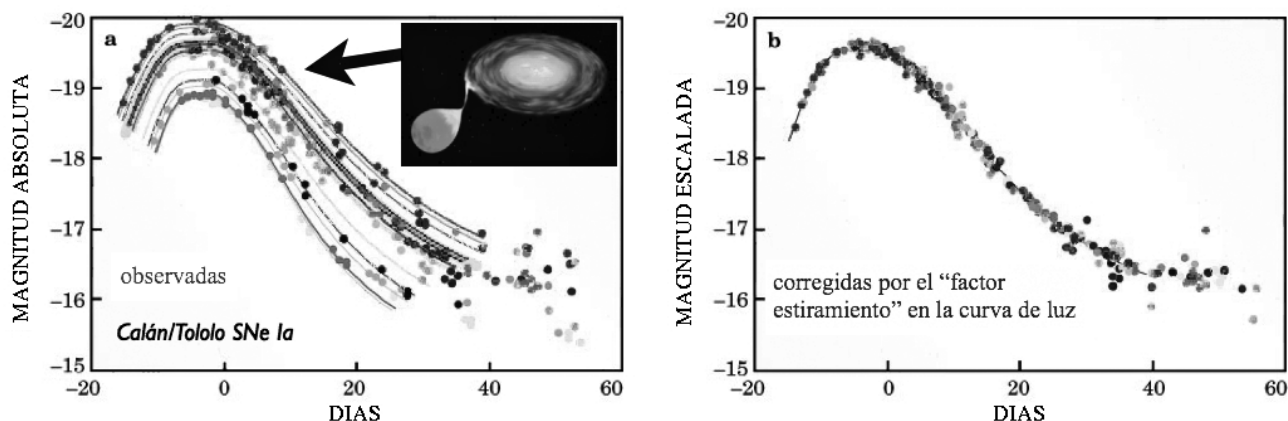 MAGNITUD ABSOLUTA
-20
-19
-18
-17
-16
-15
a
observadas
Calán/Tololo SNe Ia
-20 0 20 40 60
DIAS
MAGNITUD ESCALADA
-20
-19
-18
-17
-16
-15
b
corregidas por el “factor
estiramiento” en la curva de luz
-20 0 20 40 60
DIAS